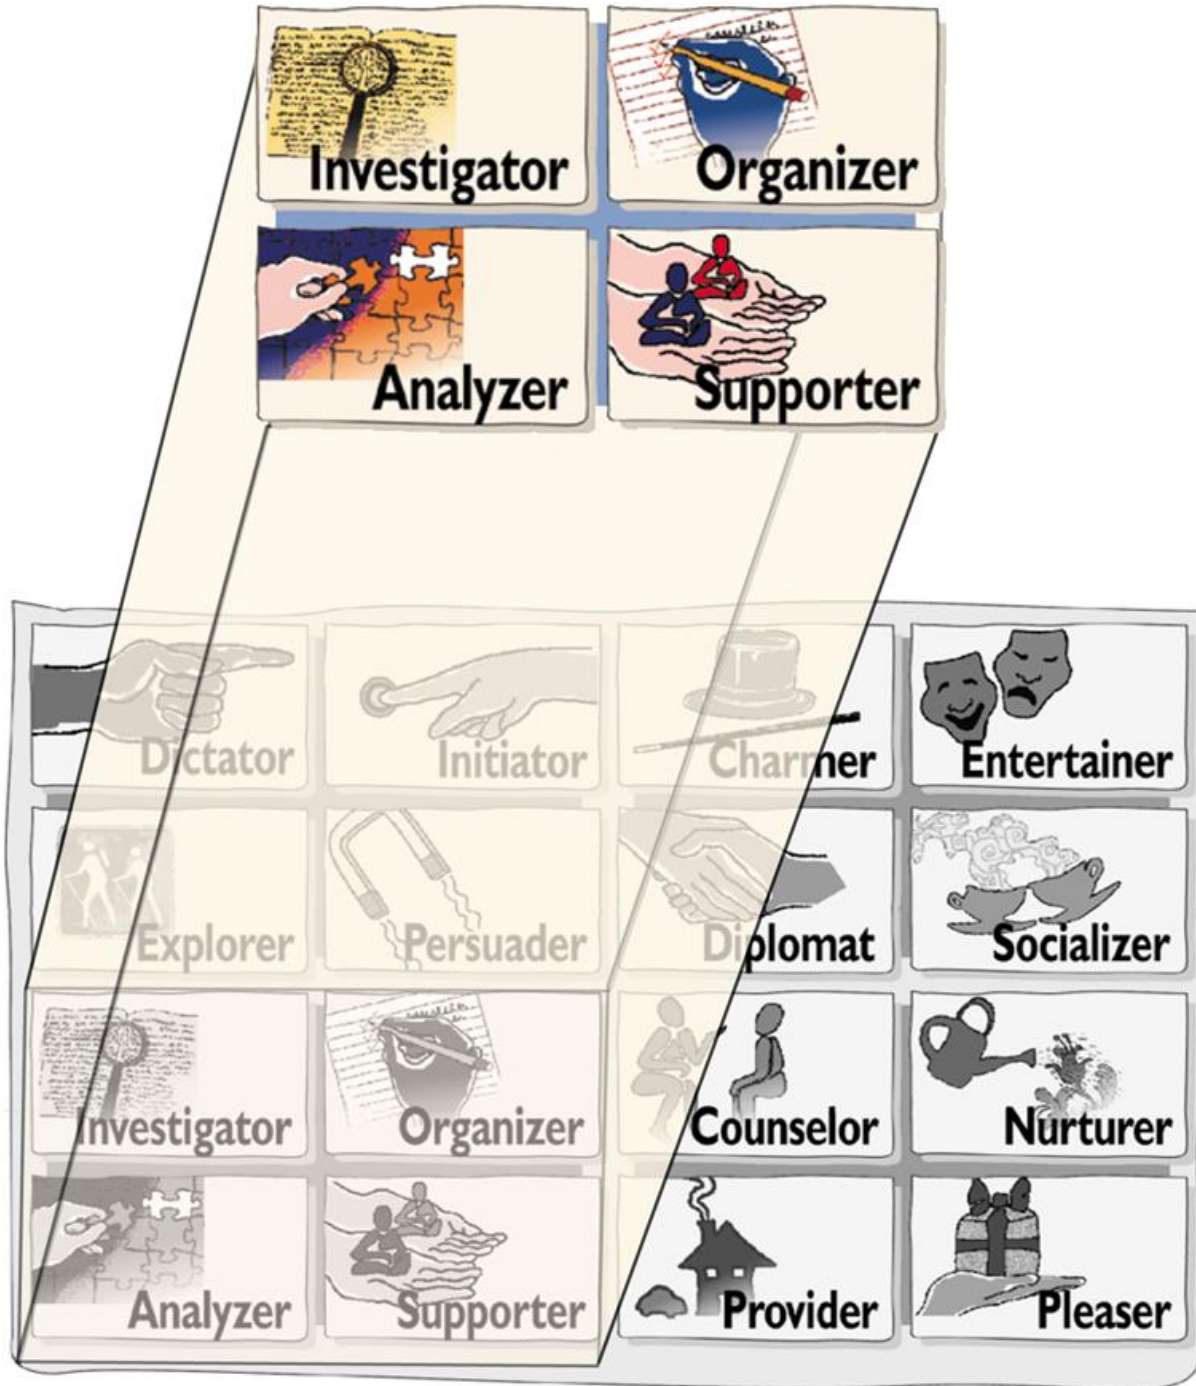 Investigator
Organizer
Analyzer
Supporter
Dictator
Initiator
Charmer
Entertainer
Explorer
Persuader
Diplomat
Socializer
Investigator
Organizer
Counselor
Nurturer
Analyzer
Supporter
Provider
Pleaser